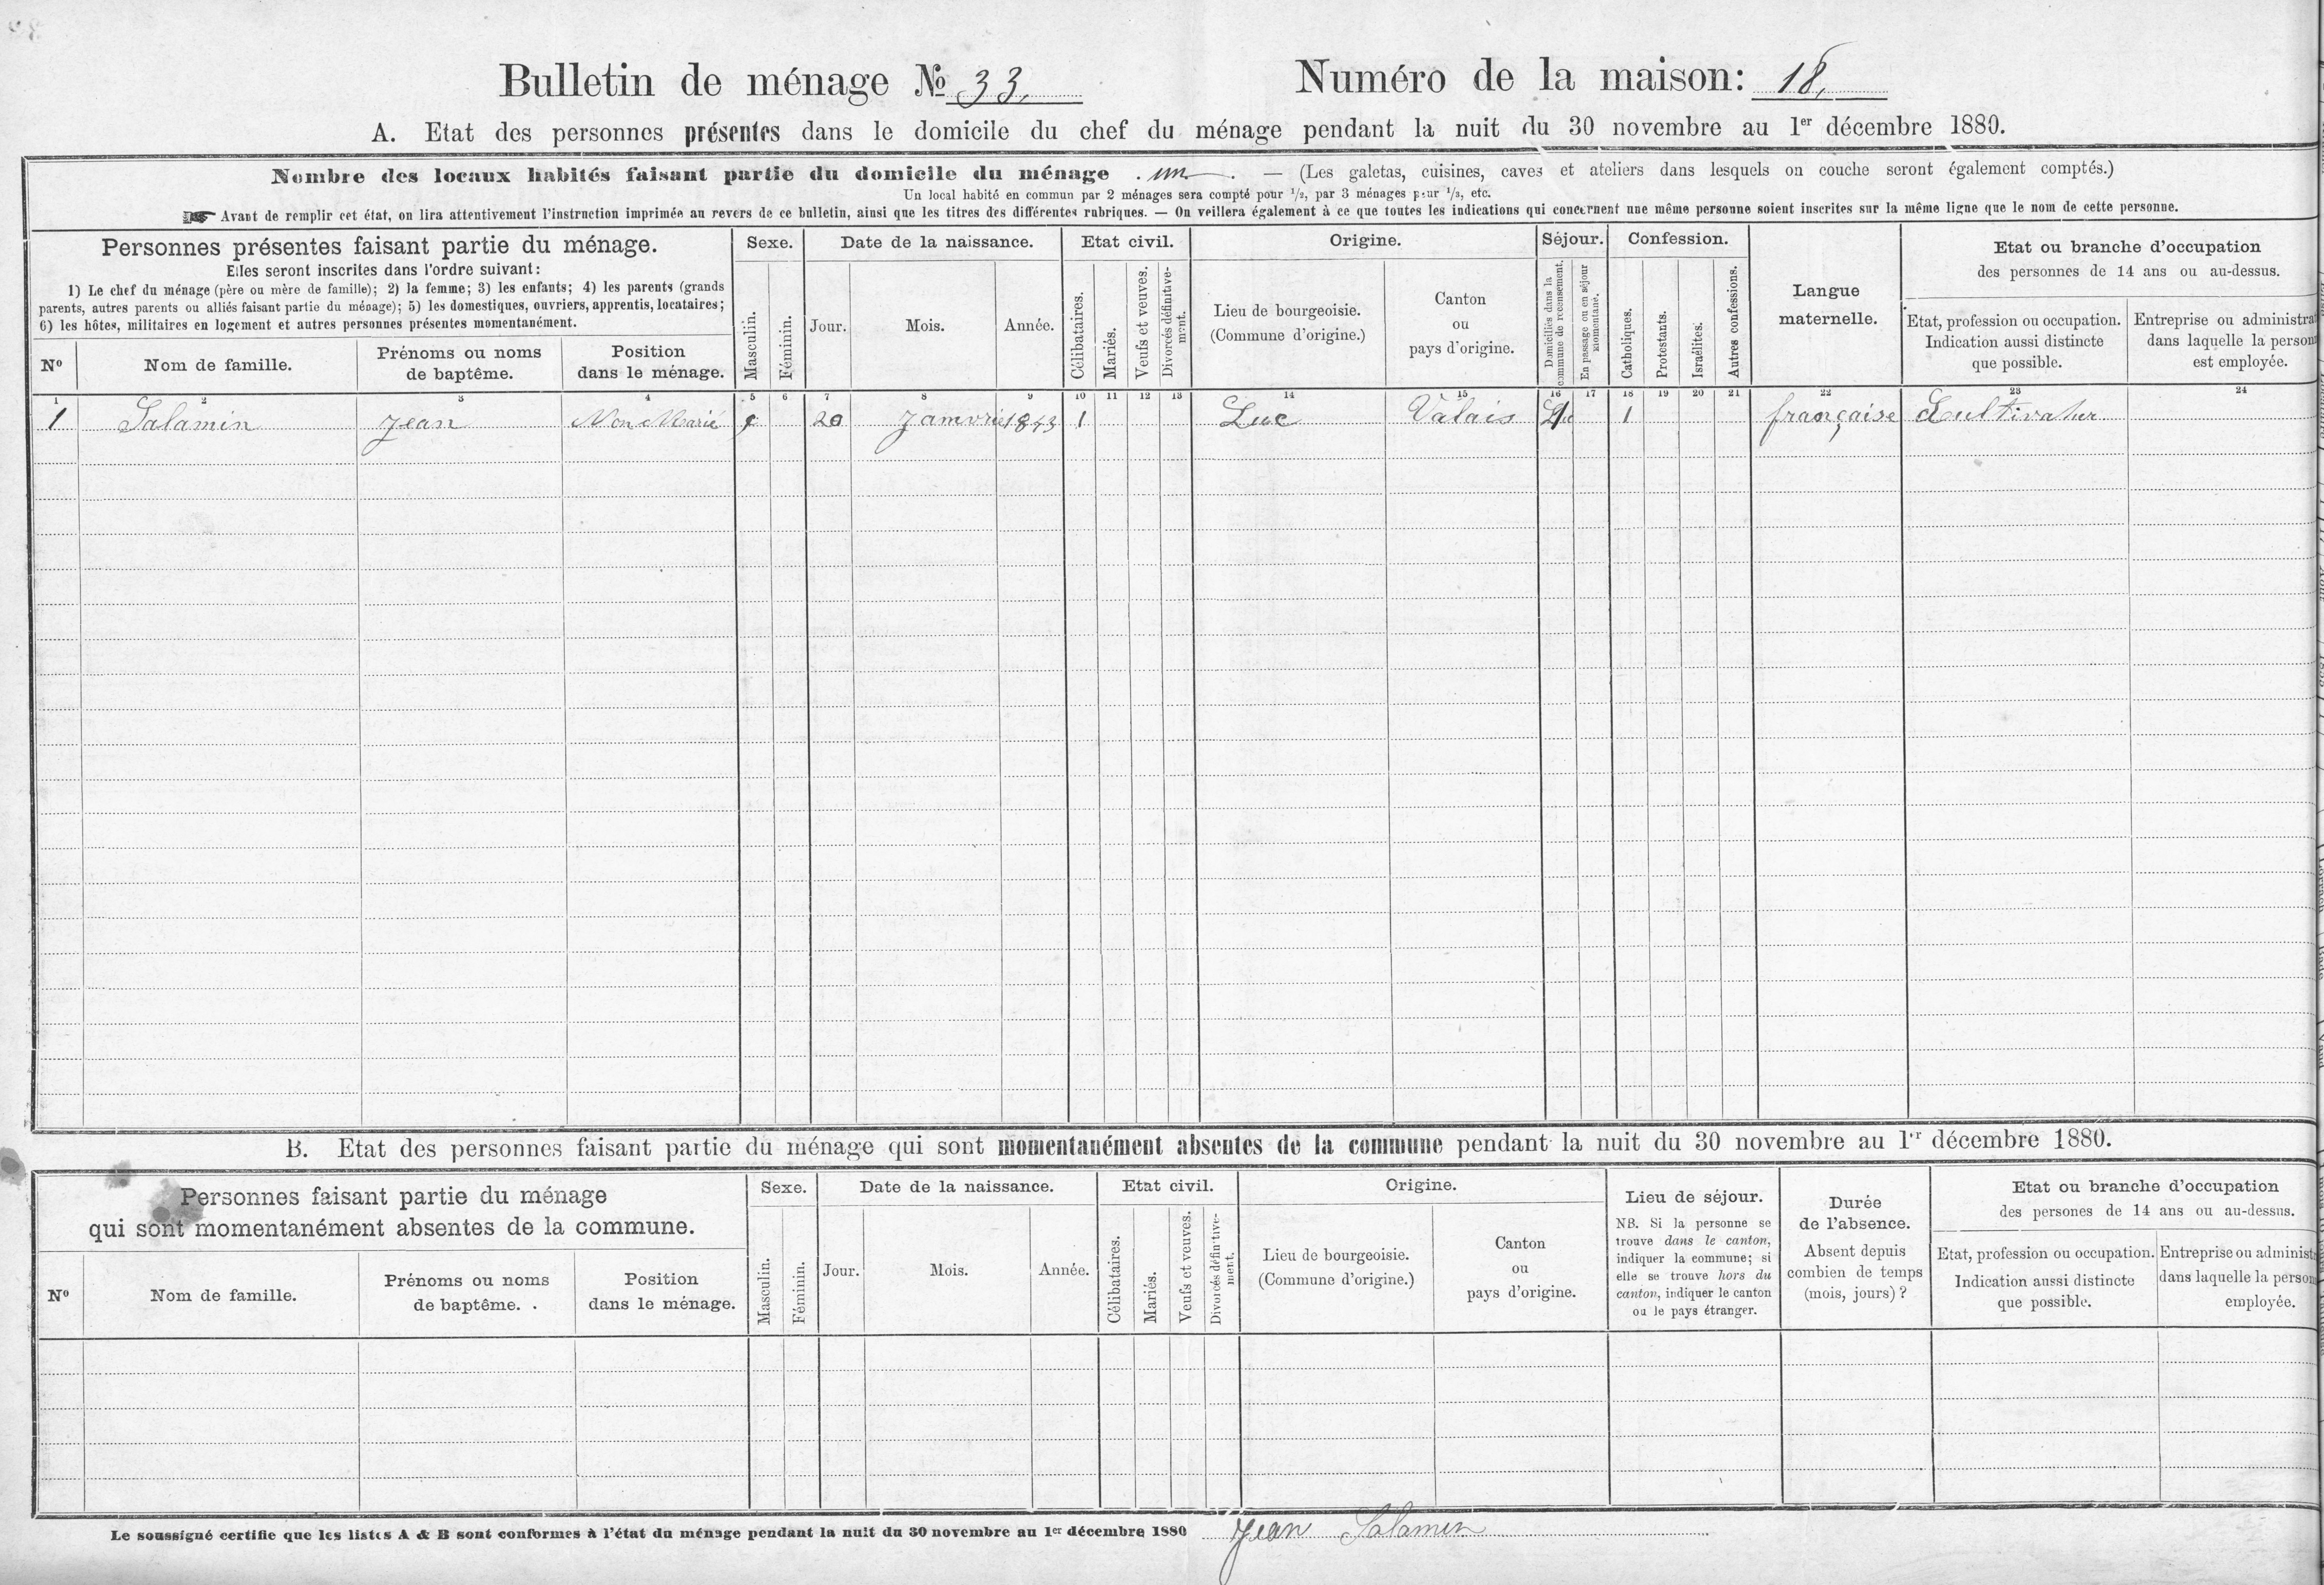 Bulletin de ménage No 33. Numéro de la maison: 18.
A. Etat des personnes présentes dans le domicile du chef du ménage pendant la nuit du 30 novembre au 1er décembre 1880.
Nombre des locaux habités faisant partie du domicile du ménage . un . — (Les galetas, cuisines, caves et ateliers dans lesquels on couche seront également comptés.)
Un local habité en commun par 2 ménages sera compté pour 1/2, par 3 ménages pour 1/3, etc.
Avant de remplir cet état, on lira attentivement l'instruction imprimée au revers de ce bulletin, ainsi que les titres des différentes rubriques. — On veillera également à ce que toutes les indications qui concernent une même personne soient inscrites sur la même ligne que le nom de cette personne.
Personnes présentes faisant partie du ménage.
Elles seront inscrites dans l'ordre suivant:
1) Le chef du ménage (père ou mère de famille); 2) la femme; 3) les enfants; 4) les parents (grands
parents, autres parents ou alliés faisant partie du ménage); 5) les domestiques, ouvriers, apprentis, locataires;
6) les hôtes, militaires en logement et autres personnes présentes momentanément.
No
Nom de famille.
Prénoms ou noms
de baptême.
Position
dans le ménage.
Sexe.
Masculin.
Féminin.
Date de la naissance.
Jour.
Mois.
Année.
Etat civil.
Célibataires.
Mariés.
Veufs et veuves.
Divorcés définitive-
ment.
Origine.
Lieu de bourgeoisie.
(Commune d'origine.)
Canton
ou
pays d'origine.
Séjour.
Domiciliés dans la
commune de recensement.
En passage ou en séjour
momentané.
Confession.
Catholiques.
Protestants.
Israélites.
Autres confessions.
Langue
maternelle.
Etat ou branche d'occupation
des personnes de 14 ans ou au-dessus.
Etat, profession ou occupation.
Indication aussi distincte
que possible.
Entreprise ou administra
dans laquelle la person
est employée.
1 2 3 4 5 6 7 8 9 10 11 12 13 14 15 16 17 18 19 20 21 22 23 24
1 Salamin Jean Non Marié 20 Janvrie 1843 1 Luc Valais 1 française Cultivateur
B. Etat des personnes faisant partie du ménage qui sont momentanément absentes de la commune pendant la nuit du 30 novembre au 1er décembre 1880.
Personnes faisant partie du ménage
qui sont momentanément absentes de la commune.
No
Nom de famille.
Prénoms ou noms
de baptême.
Position
dans le ménage.
Sexe.
Masculin.
Féminin.
Date de la naissance.
Jour.
Mois.
Année.
Etat civil.
Célibataires.
Mariés.
Veufs et veuves.
Divorcés définitive-
ment.
Origine.
Lieu de bourgeoisie.
(Commune d'origine.)
Canton
ou
pays d'origine.
Lieu de séjour.
NB. Si la personne se
trouve dans le canton,
indiquer la commune; si
elle se trouve hors du
canton, indiquer le canton
ou le pays étranger.
Durée
de l'absence.
Absent depuis
combien de temps
(mois, jours) ?
Etat ou branche d'occupation
des persones de 14 ans ou au-dessus.
Etat, profession ou occupation.
Indication aussi distincte
que possible.
Entreprise ou administ
dans laquelle la person
employée.
Le soussigné certifie que les listes A & B sont conformes à l'état du ménage pendant la nuit du 30 novembre au 1er décembre 1880 Jean Salamin